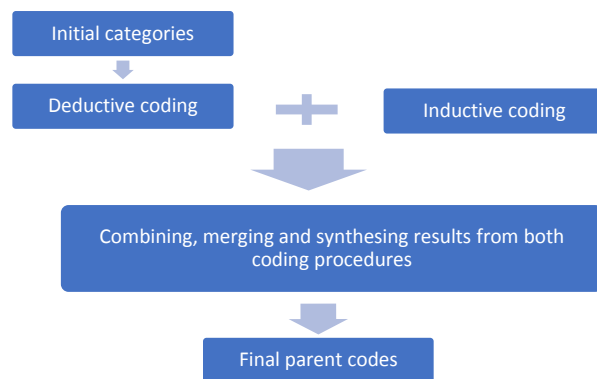 Initial categories
Deductive coding
Inductive coding
Combining, merging and synthesing results from both
coding procedures
Final parent codes